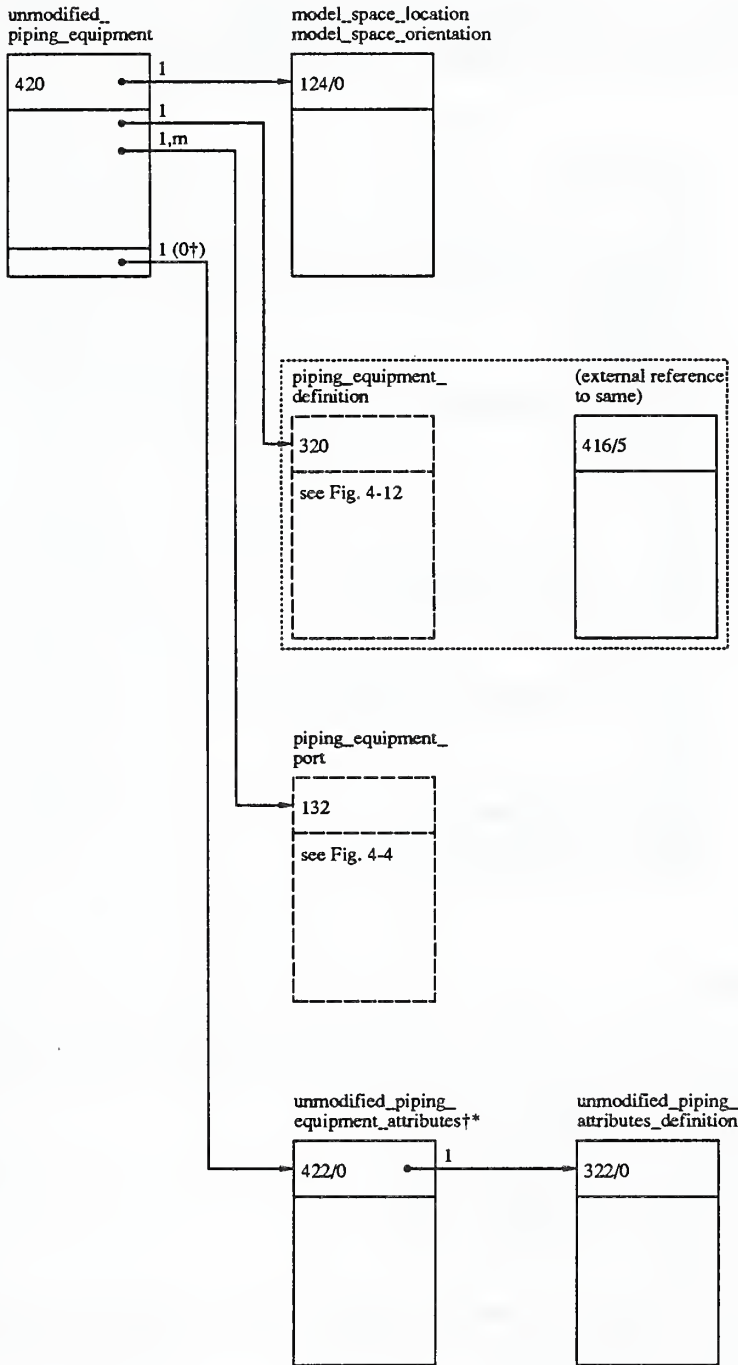 unmodified_
piping_equipment
model_space_location
model_space_orientation
420
1
124/0
1
1,m
1 (0†)
piping_equipment_
definition
(external reference
to same)
320
416/5
see Fig. 4-12
piping_equipment_
port
132
see Fig. 4-4
unmodified_piping_
equipment_attributes†*
unmodified_piping_
attributes_definition
422/0
1
322/0